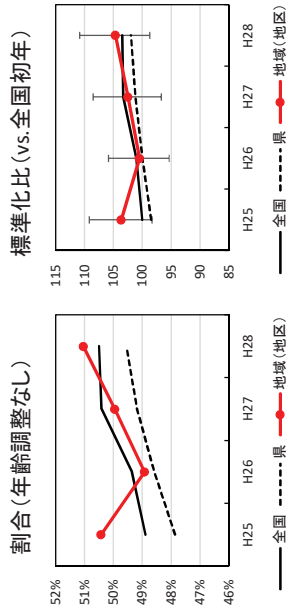 割合(年齢調整なし)
52%
51%
50%
49%
48%
47%
46%
H25
H26
H27
H28
全国
県
地域(地区)
標準化比(vs.全国初年)
115
110
105
100
95
90
85
H25
H26
H27
H28
全国
県
地域(地区)